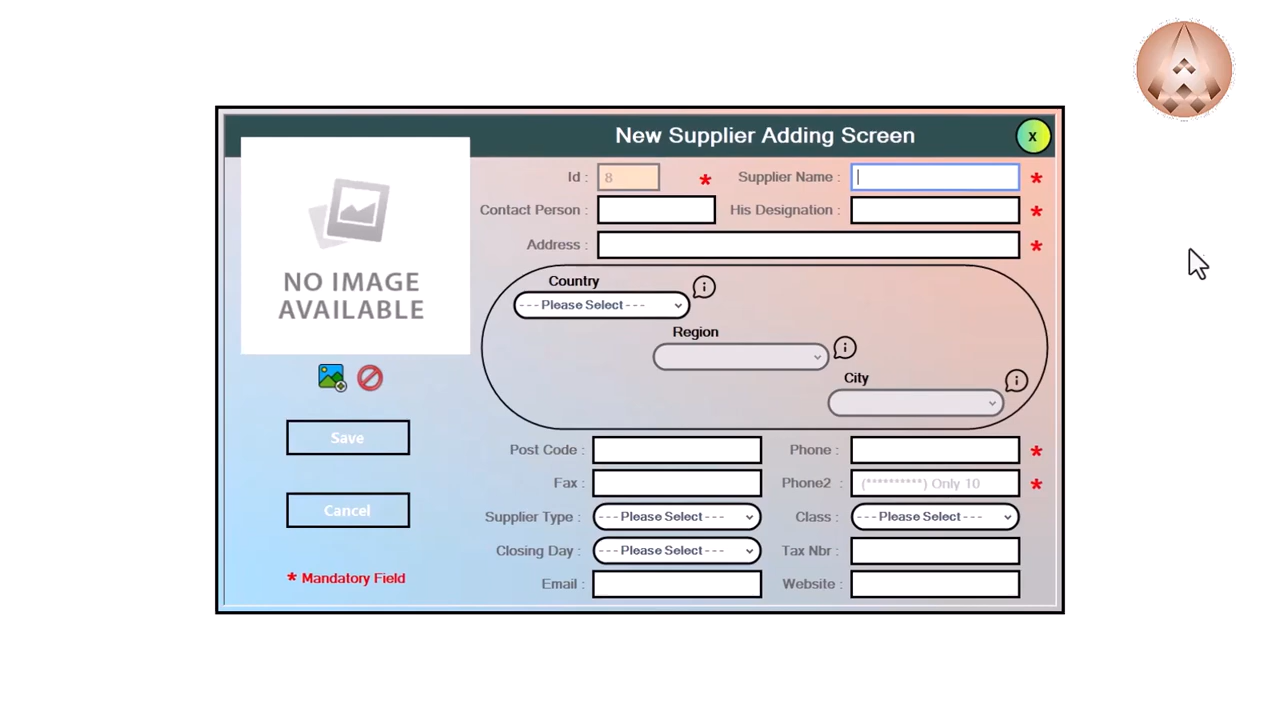 New Supplier Adding Screen
x
NO IMAGE
AVAILABLE
Id :
8
*
Supplier Name :
*
Contact Person :
His Designation :
*
Address :
*
Country
--- Please Select ---
Region
City
Save
Cancel
* Mandatory Field
Post Code :
Phone :
*
Fax :
Phone2 :
(**********) Only 10
*
Supplier Type :
--- Please Select ---
Class :
--- Please Select ---
Closing Day :
--- Please Select ---
Tax Nbr :
Email :
Website :